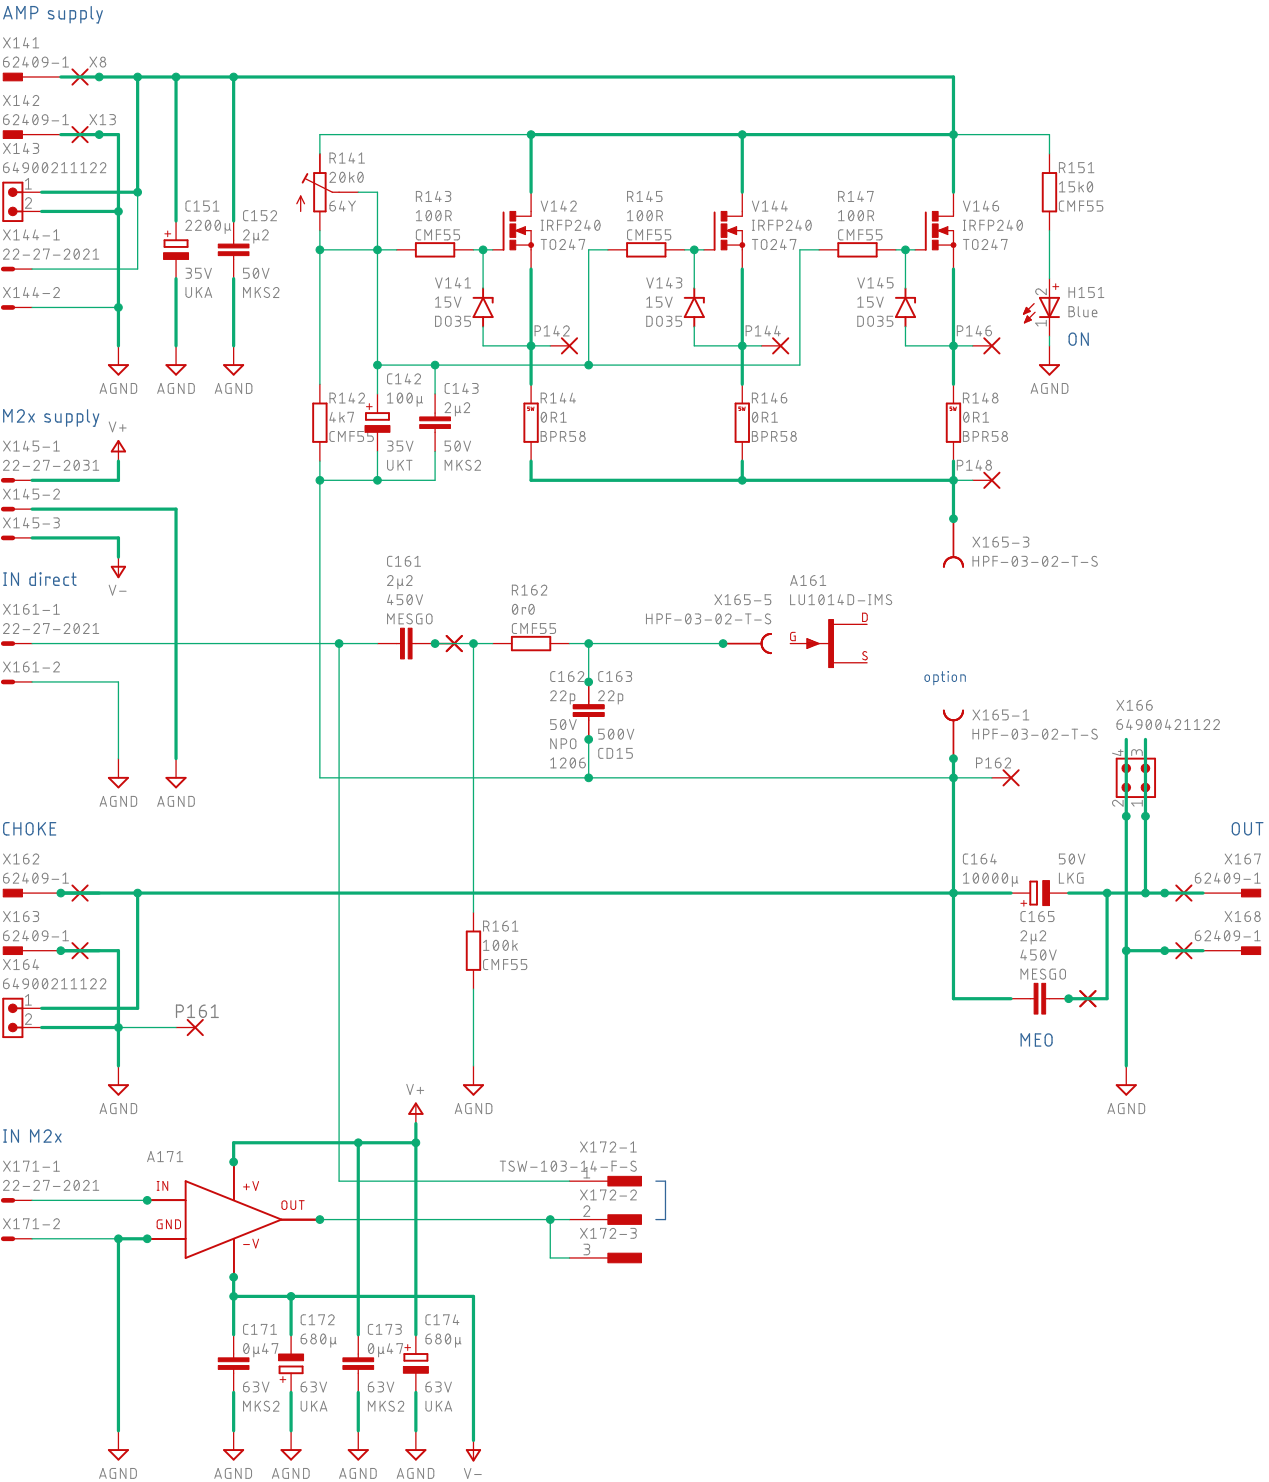 AMP supply
X141
62409-1
X8
X142
62409-1
X13
X143
64900211122
1
2
X144-1
22-27-2021
X144-2
AGND
C151
2200µ
+
35V
UKA
AGND
C152
2µ2
50V
MKS2
AGND
R141
20k0
64Y
R143
100R
CMF55
V142
IRFP240
TO247
R145
100R
CMF55
V144
IRFP240
TO247
R147
100R
CMF55
V146
IRFP240
TO247
R151
15k0
CMF55
V141
15V
DO35
P142
V143
15V
DO35
P144
V145
15V
DO35
P146
+
2
1
H151
Blue
ON
AGND
R142
4k7
CMF55
C142
100µ
+
35V
UKT
C143
2µ2
50V
MKS2
R144
0R1
BPR58
5W
R146
0R1
BPR58
5W
R148
0R1
BPR58
5W
P148
M2x supply
V+
X145-1
22-27-2031
X145-2
X145-3
V-
X165-3
HPF-03-02-T-S
IN direct
X161-1
22-27-2021
X161-2
AGND
AGND
C161
2µ2
450V
MESGO
R162
0r0
CMF55
X165-5
HPF-03-02-T-S
A161
LU1014D-IMS
G
D
S
C162
22p
50V
NPO
1206
C163
22p
500V
CD15
option
X165-1
HPF-03-02-T-S
P162
X166
64900421122
4
3
2
1
CHOKE
X162
62409-1
X163
62409-1
X164
64900211122
1
2
P161
AGND
R161
100k
CMF55
AGND
C164
10000µ
50V
LKG
+
C165
2µ2
450V
MESGO
MEO
OUT
X167
62409-1
X168
62409-1
AGND
IN M2x
X171-1
22-27-2021
X171-2
A171
IN
GND
+V
-V
OUT
V+
X172-1
TSW-103-14-F-S
1
X172-2
2
X172-3
3
C171
0µ47
63V
MKS2
C172
680µ
+
63V
UKA
C173
0µ47
63V
MKS2
C174
680µ
+
63V
UKA
AGND
AGND
AGND
AGND
AGND
V-